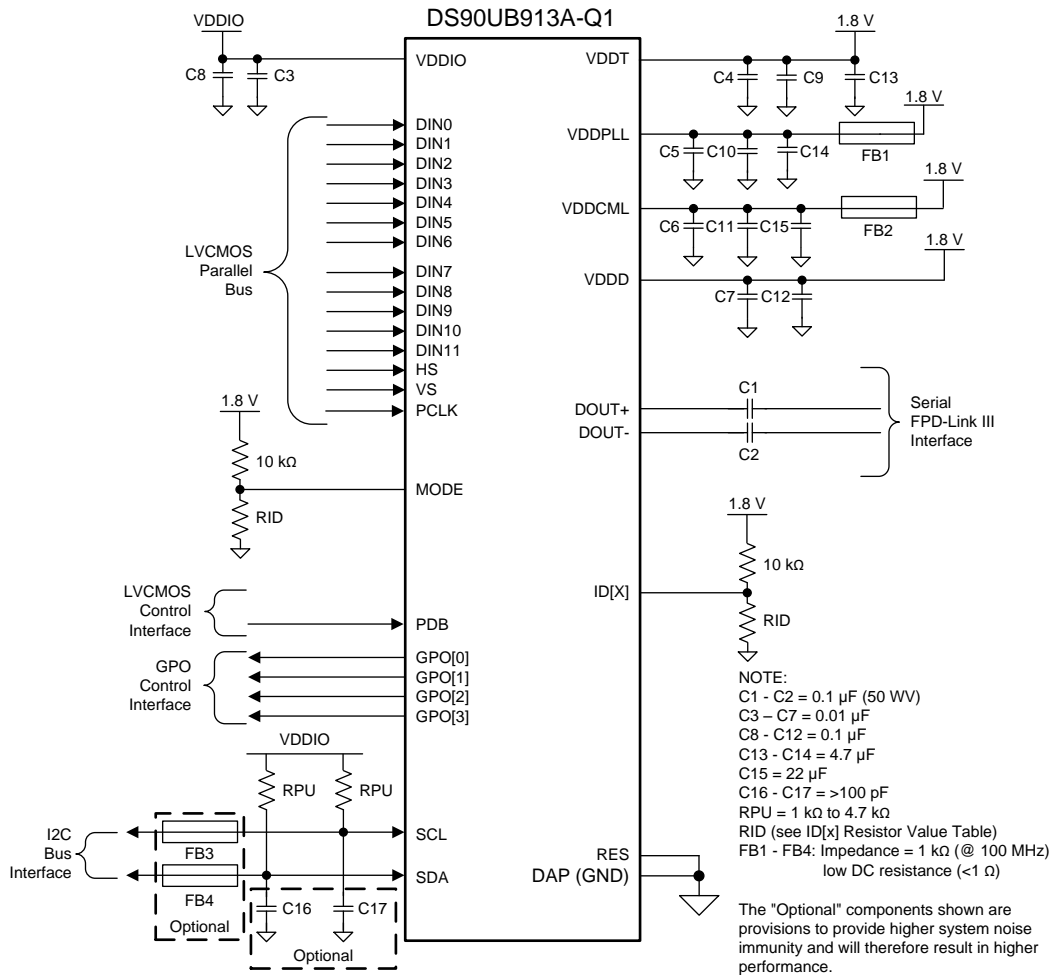 DS90UB913A-Q1
VDDIO
C8
C3
VDDIO
DIN0
DIN1
DIN2
DIN3
DIN4
DIN5
DIN6
DIN7
DIN8
DIN9
DIN10
DIN11
HS
VS
PCLK
LVCMOS
Parallel
Bus
1.8 V
10 kΩ
RID
MODE
LVCMOS
Control
Interface
PDB
GPO
Control
Interface
GPO[0]
GPO[1]
GPO[2]
GPO[3]
VDDIO
RPU
RPU
I2C
Bus
Interface
FB3
FB4
Optional
SCL
SDA
C16
C17
Optional
VDDT
1.8 V
C4
C9
C13
VDDPLL
1.8 V
C5
C10
C14
FB1
VDDCML
1.8 V
C6
C11
C15
FB2
VDDD
1.8 V
C7
C12
DOUT+
DOUT-
C1
C2
Serial
FPD-Link III
Interface
1.8 V
10 kΩ
ID[X]
RID
RES
DAP (GND)
NOTE:
C1 - C2 = 0.1 µF (50 WV)
C3 – C7 = 0.01 µF
C8 - C12 = 0.1 µF
C13 - C14 = 4.7 µF
C15 = 22 µF
C16 - C17 = >100 pF
RPU = 1 kΩ to 4.7 kΩ
RID (see ID[x] Resistor Value Table)
FB1 - FB4: Impedance = 1 kΩ (@ 100 MHz)
low DC resistance (<1 Ω)
The "Optional" components shown are
provisions to provide higher system noise
immunity and will therefore result in higher
performance.